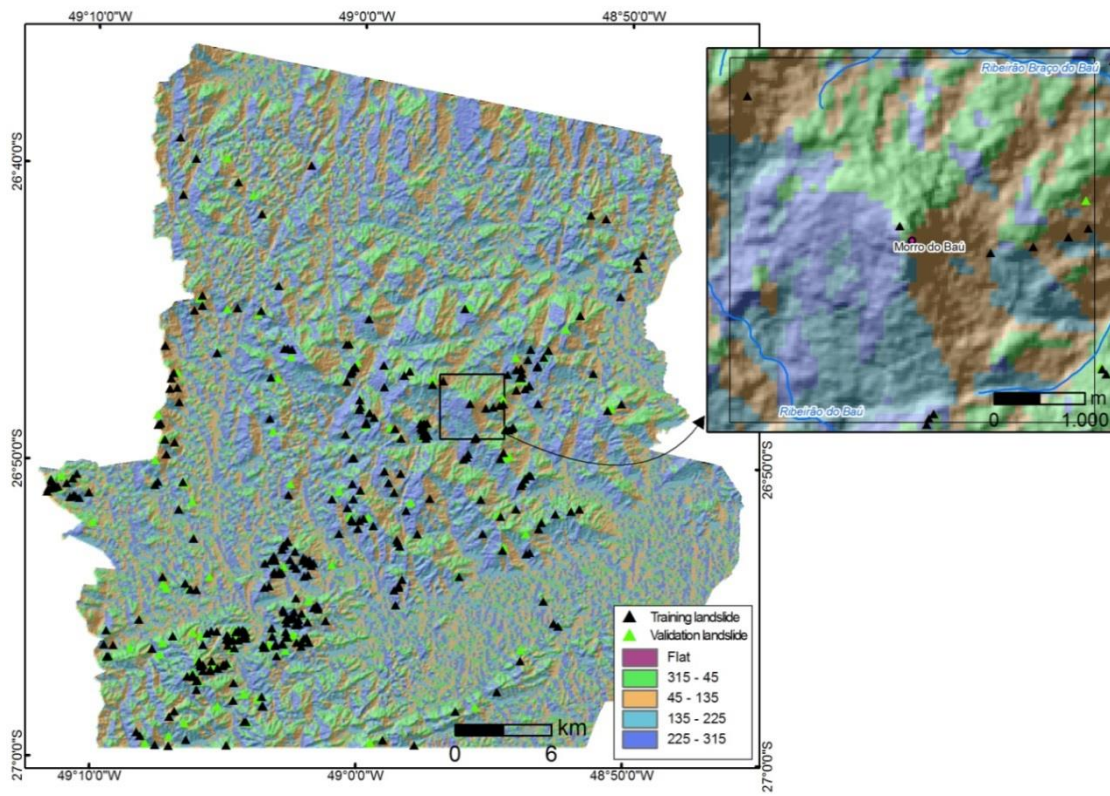 49°10'0"W
49°0'0"W
48°50'0"W
26°40'0"S
26°50'0"S
27°0'0"S
26°40'0"S
26°50'0"S
27°0'0"S
49°10'0"W
49°0'0"W
48°50'0"W
Ribeirão Braço do Baú
Morro do Baú
Ribeirão do Baú
m
0 1.000
Training landslide
Validation landslide
Flat
315 - 45
45 - 135
135 - 225
225 - 315
km
0 6